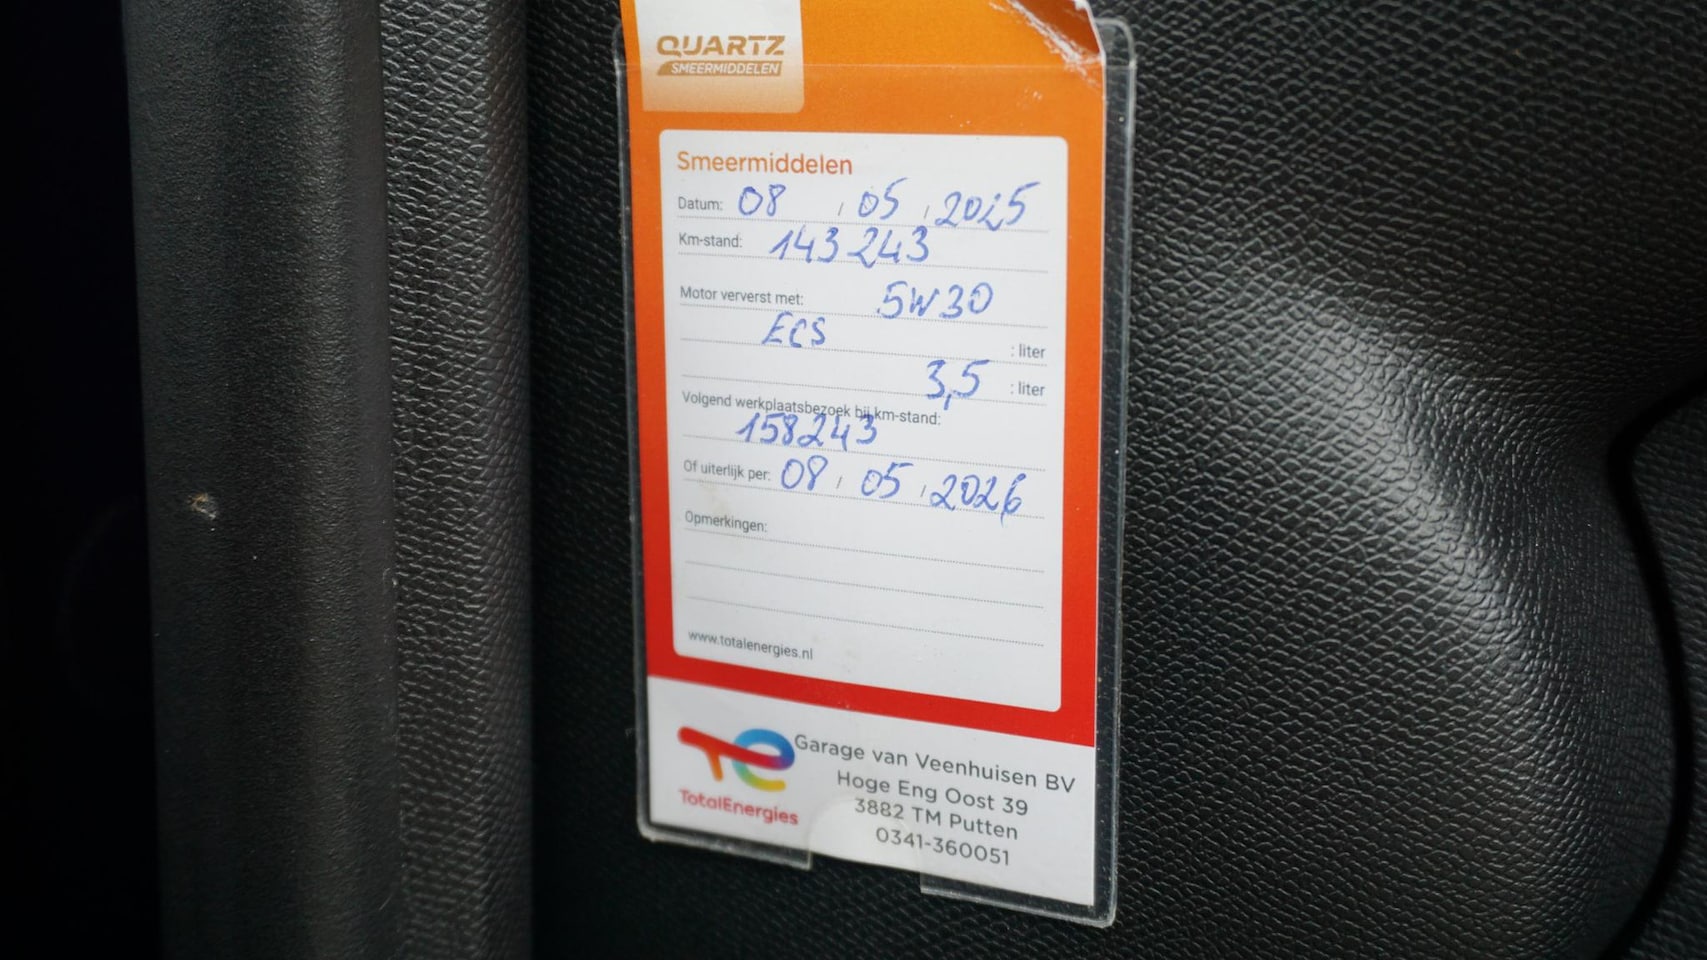 QUARTZ
SMEERMIDDELEN
Smeermiddelen
Datum: 08 / 05 / 2025
Km-stand: 143243
Motor ververst met: 5W30
ECS : liter
3,5 : liter
Volgend werkplaatsbezoek bij km-stand:
158243
Of uiterlijk per: 08 / 05 / 2026
Opmerkingen:
www.totalenergies.nl
TotalEnergies
Garage van Veenhuisen BV
Hoge Eng Oost 39
3882 TM Putten
0341-360051